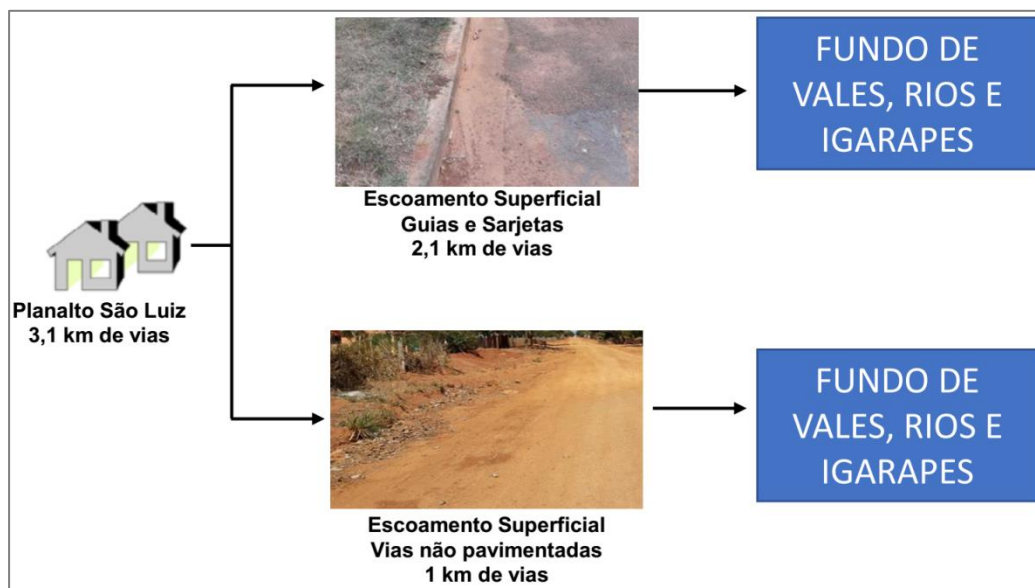 Planalto São Luiz
3,1 km de vias
Escoamento Superficial
Guias e Sarjetas
2,1 km de vias
FUNDO DE
VALES, RIOS E
IGARAPES
Escoamento Superficial
Vias não pavimentadas
1 km de vias
FUNDO DE
VALES, RIOS E
IGARAPES